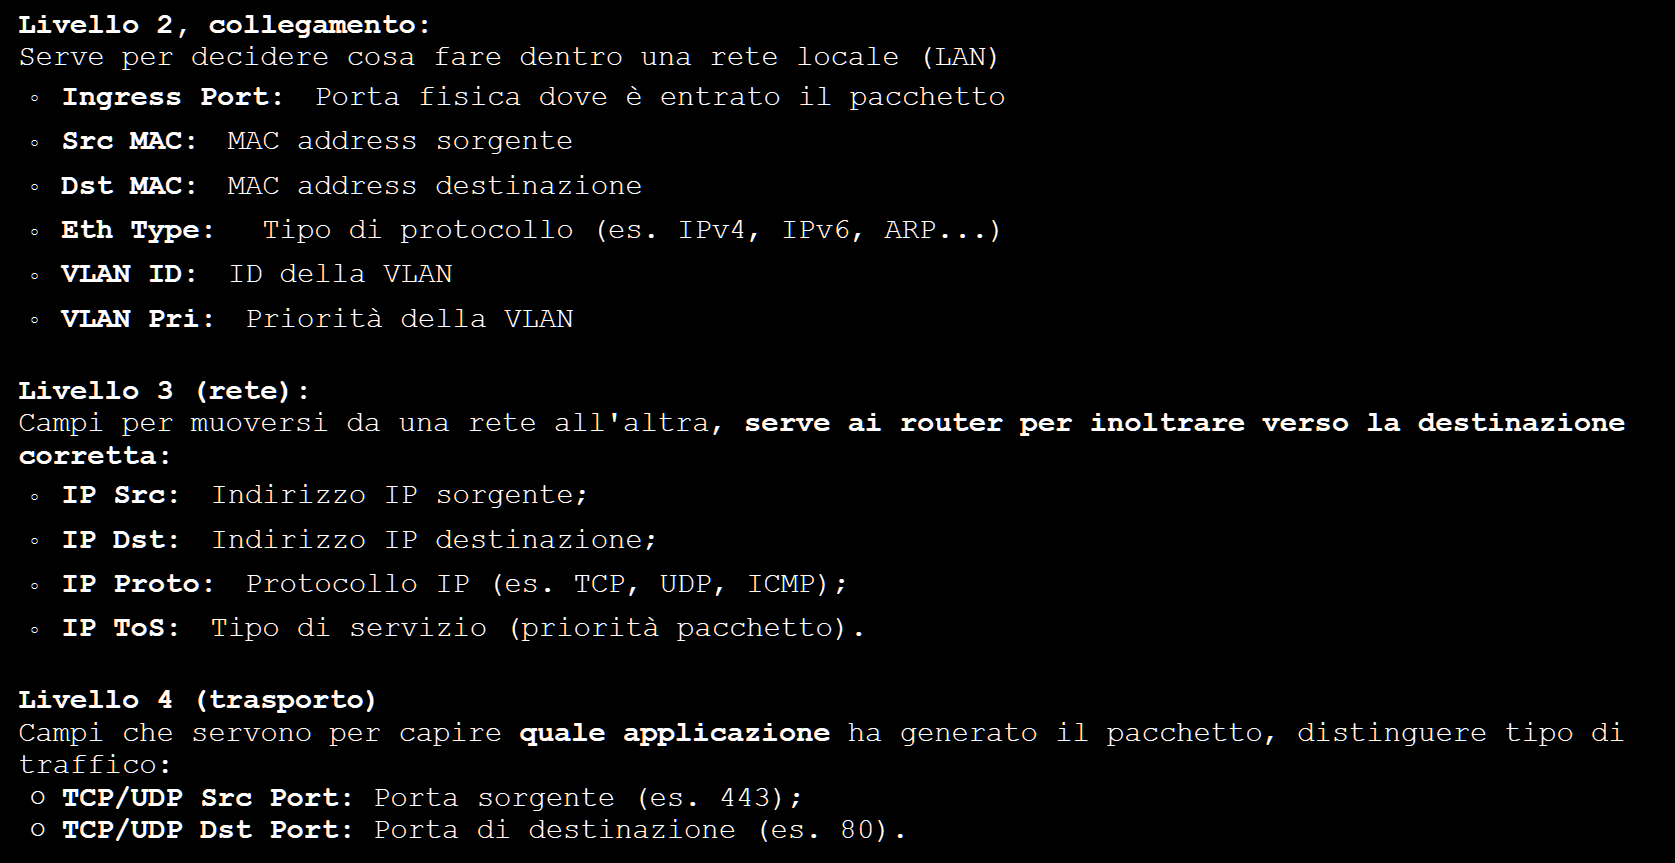 Livello 2, collegamento:
Serve per decidere cosa fare dentro una rete locale (LAN)
◦ Ingress Port: Porta fisica dove è entrato il pacchetto
◦ Src MAC: MAC address sorgente
◦ Dst MAC: MAC address destinazione
◦ Eth Type: Tipo di protocollo (es. IPv4, IPv6, ARP...)
◦ VLAN ID: ID della VLAN
◦ VLAN Pri: Priorità della VLAN
Livello 3 (rete):
Campi per muoversi da una rete all'altra, serve ai router per inoltrare verso la destinazione
corretta:
◦ IP Src: Indirizzo IP sorgente;
◦ IP Dst: Indirizzo IP destinazione;
◦ IP Proto: Protocollo IP (es. TCP, UDP, ICMP);
◦ IP ToS: Tipo di servizio (priorità pacchetto).
Livello 4 (trasporto)
Campi che servono per capire quale applicazione ha generato il pacchetto, distinguere tipo di
traffico:
○ TCP/UDP Src Port: Porta sorgente (es. 443);
○ TCP/UDP Dst Port: Porta di destinazione (es. 80).